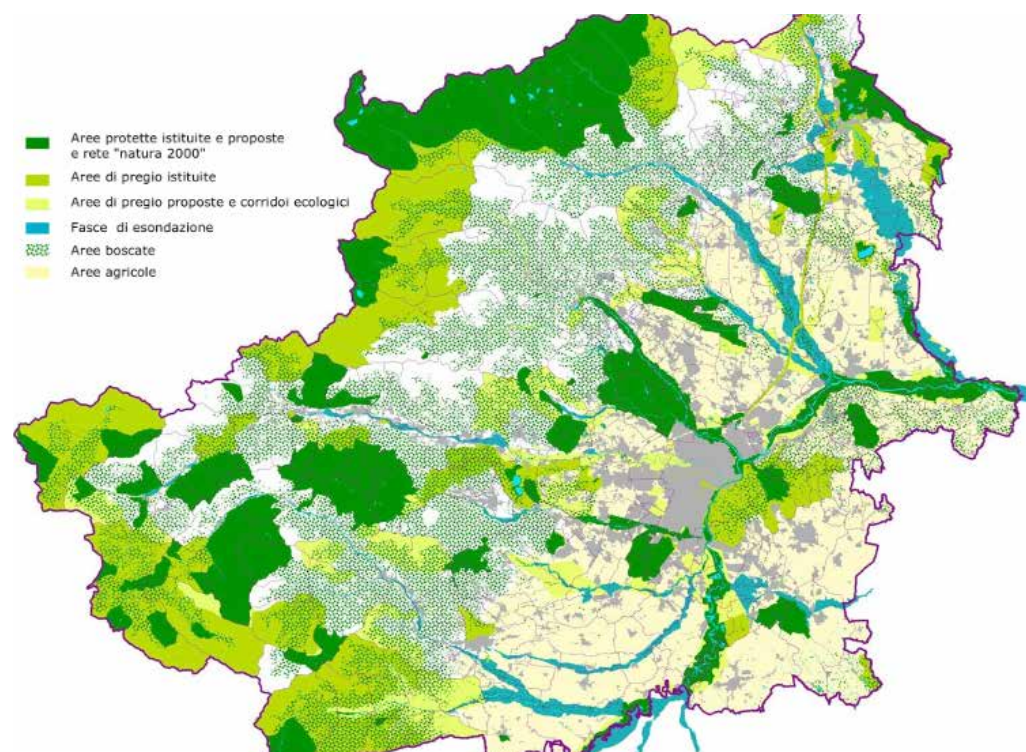 Aree protette istituite e proposte
e rete "natura 2000"
Aree di pregio istituite
Aree di pregio proposte e corridoi ecologici
Fasce di esondazione
Aree boscate
Aree agricole